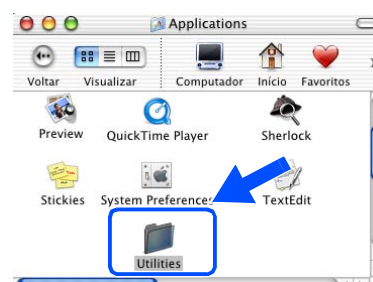 Applications
Voltar Visualizar Computador Início Favoritos
Preview QuickTime Player Sherlock
Stickies System Preferences TextEdit
Utilities